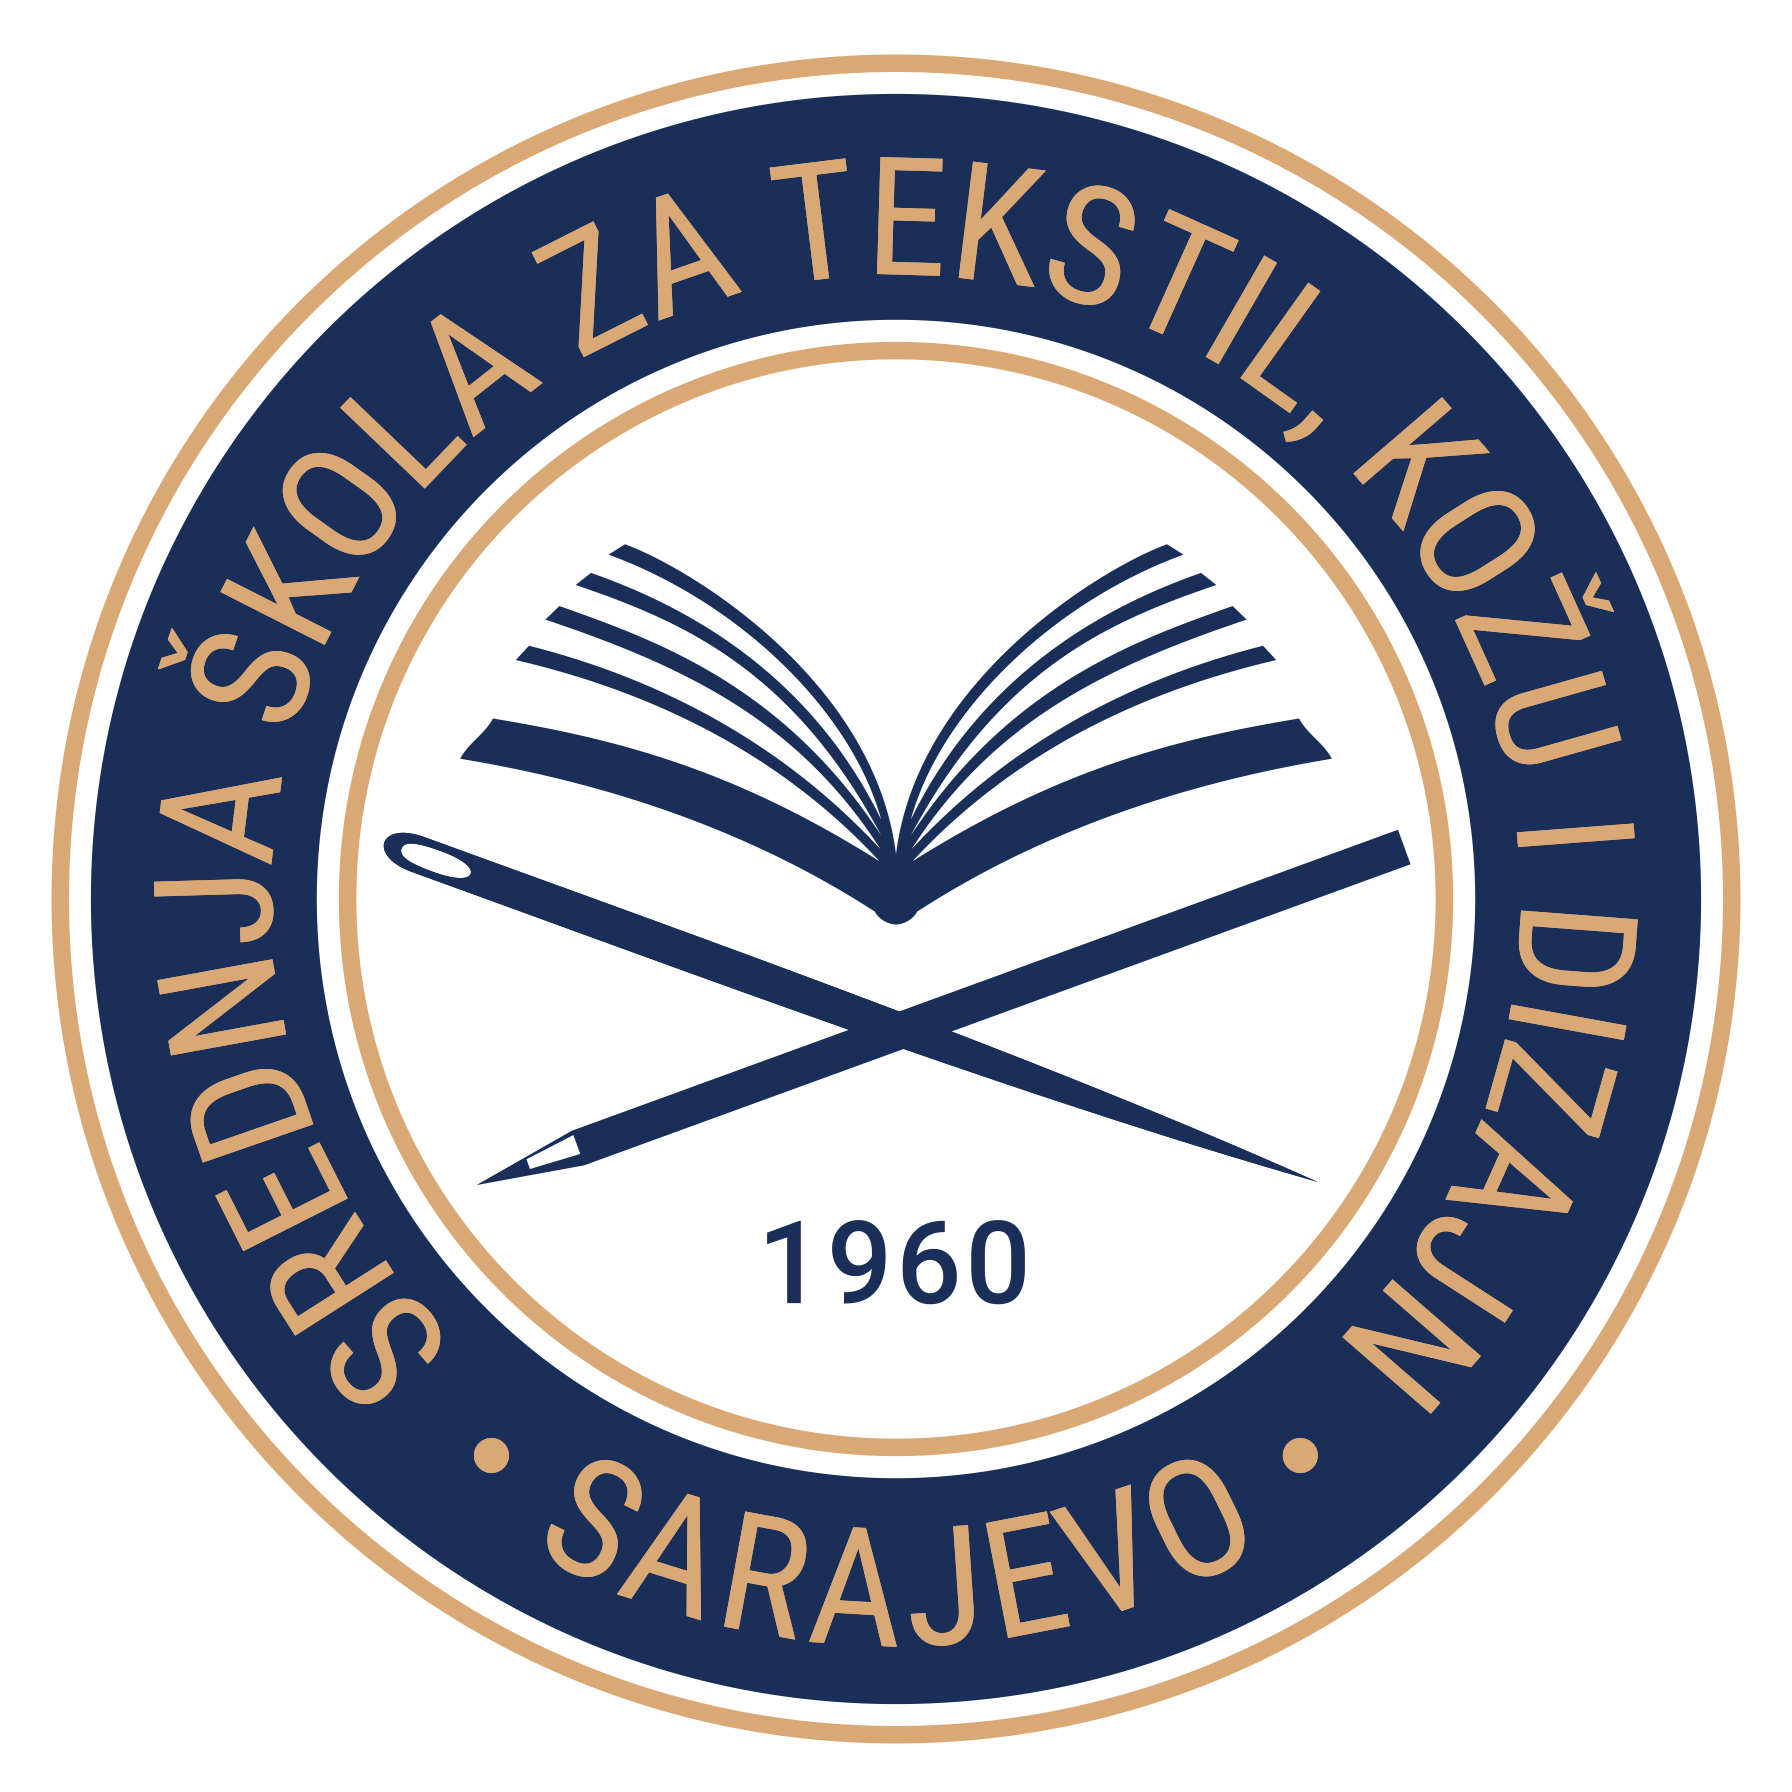 SREDNJA ŠKOLA ZA TEKSTIL, KOŽU I DIZAJN
1960
• SARAJEVO •